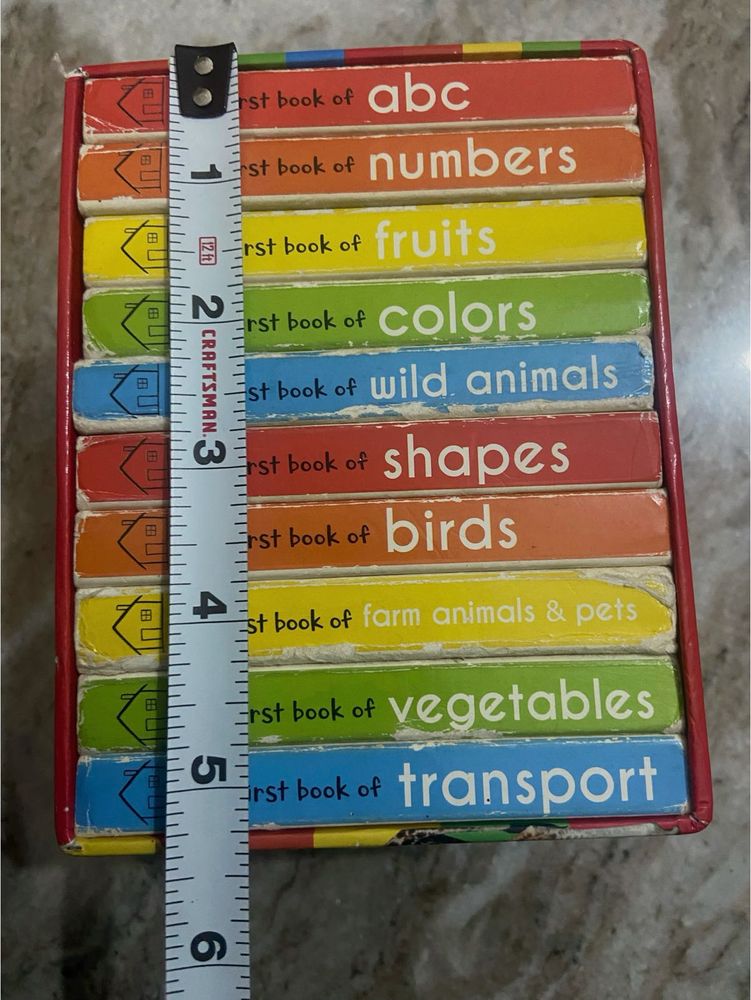 rst book of abc
rst book of numbers
rst book of fruits
rst book of colors
st book of wild animals
rst book of shapes
rst book of birds
st book of farm animals & pets
rst book of vegetables
rst book of transport
1
12 ft
2
CRAFTSMAN
3
4
5
6